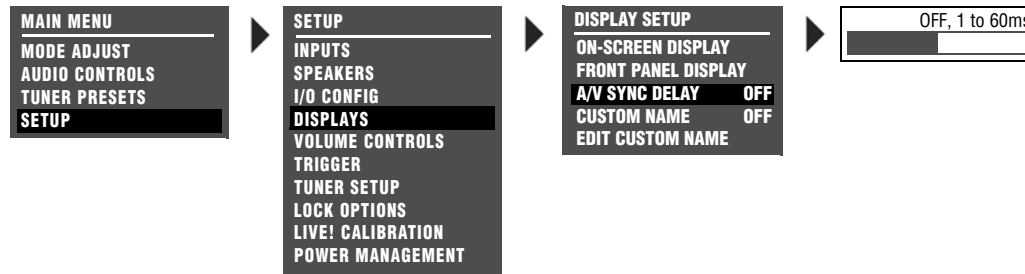 MAIN MENU
MODE ADJUST
AUDIO CONTROLS
TUNER PRESETS
SETUP
SETUP
INPUTS
SPEAKERS
I/O CONFIG
DISPLAYS
VOLUME CONTROLS
TRIGGER
TUNER SETUP
LOCK OPTIONS
LIVE! CALIBRATION
POWER MANAGEMENT
DISPLAY SETUP
ON-SCREEN DISPLAY
FRONT PANEL DISPLAY
A/V SYNC DELAY OFF
CUSTOM NAME OFF
EDIT CUSTOM NAME
OFF, 1 to 60ms